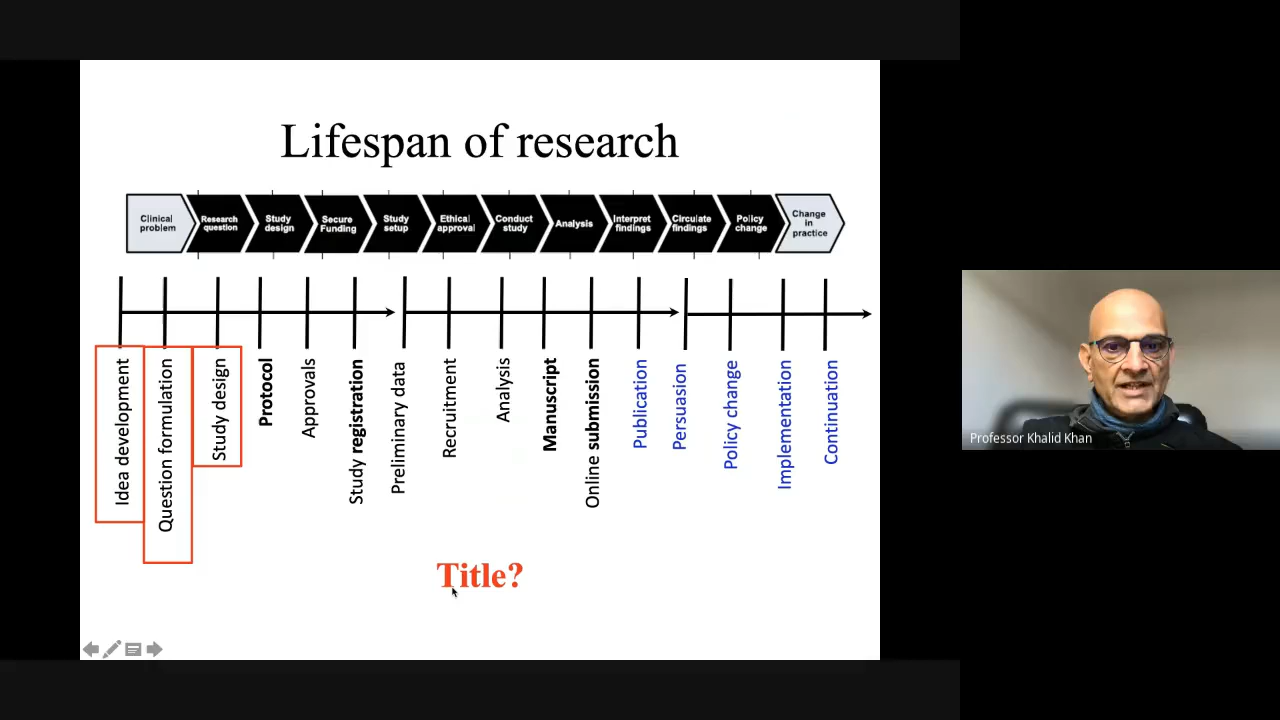 Lifespan of research
Clinical
problem
Research
question
Study
design
Secure
Funding
Study
setup
Ethical
approval
Conduct
study
Analysis
Interpret
findings
Circulate
findings
Policy
change
Change
in
practice
Idea development
Question formulation
Study design
Protocol
Approvals
Study registration
Preliminary data
Recruitment
Analysis
Manuscript
Online submission
Publication
Persuasion
Policy change
Implementation
Continuation
Title?
Professor Khalid Khan